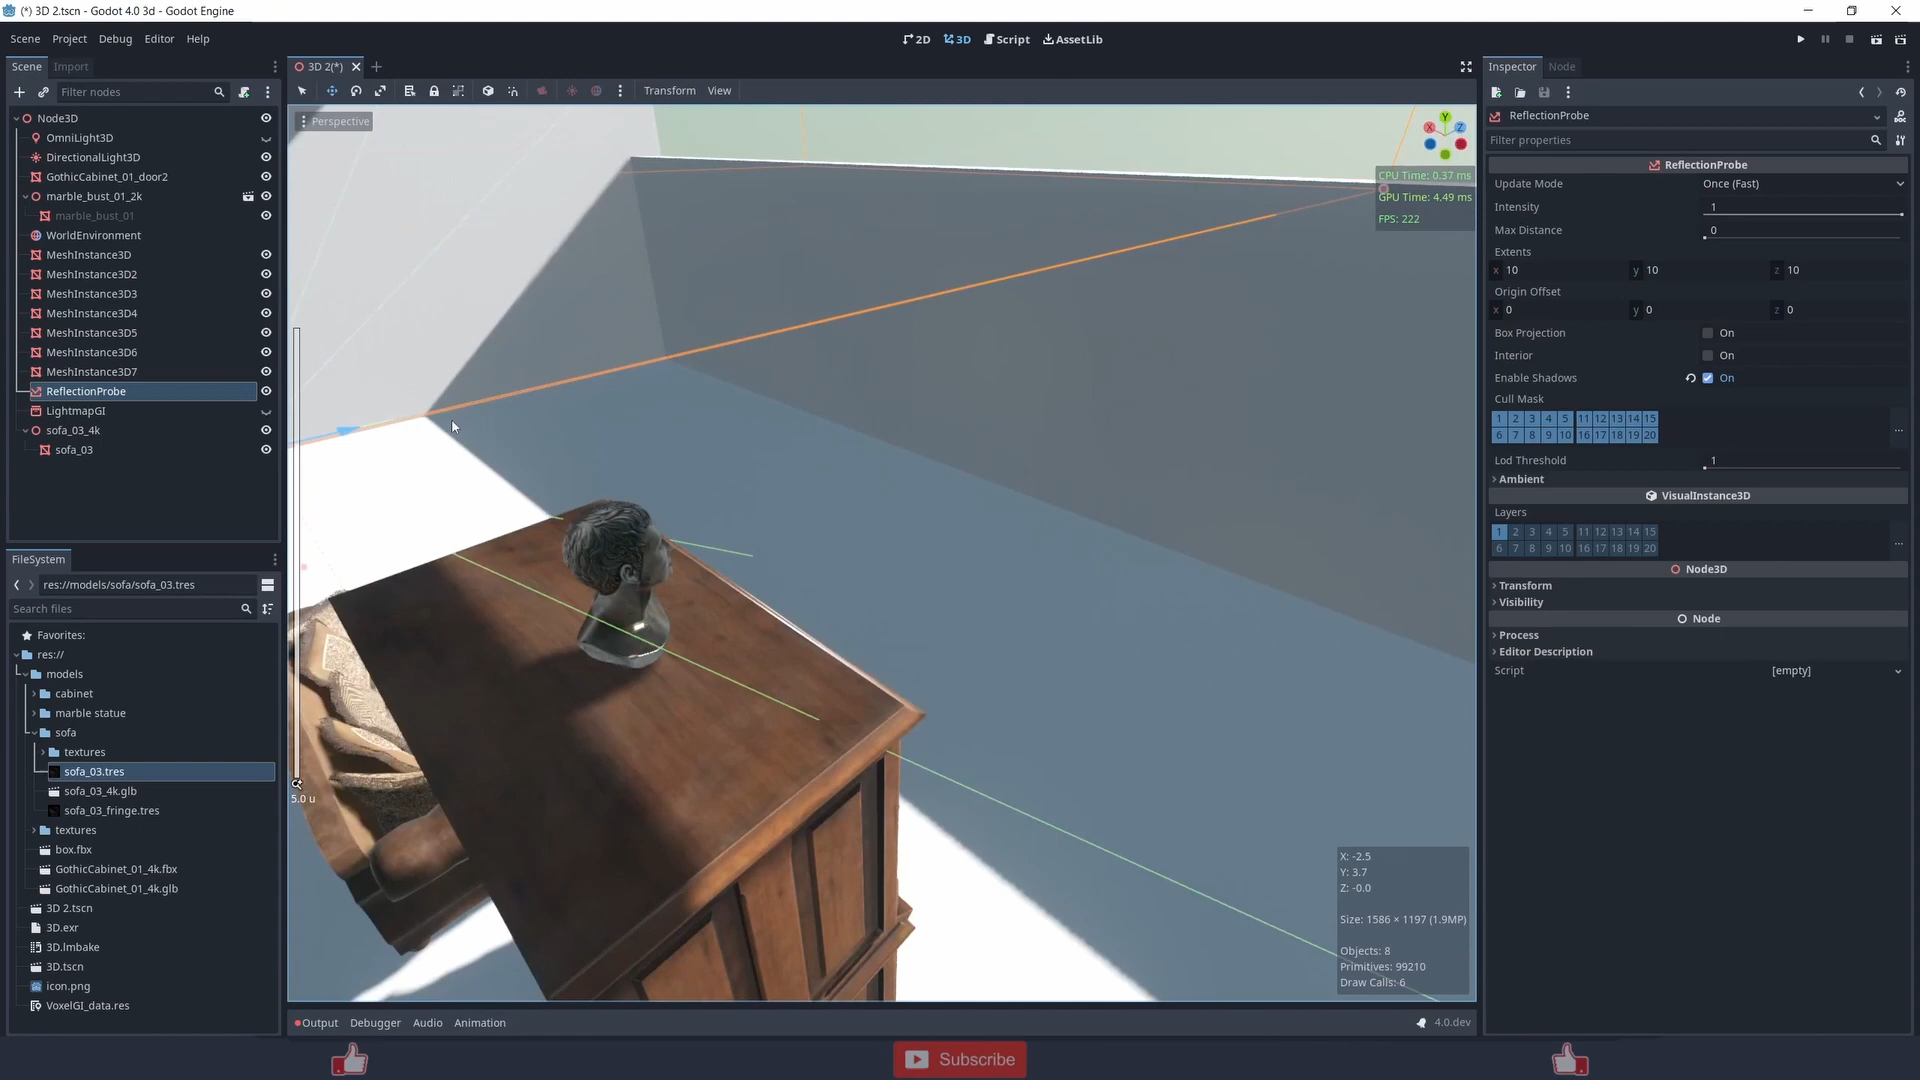 (*) 3D 2.tscn - Godot 4.0 3d - Godot Engine
Scene Project Debug Editor Help
2D 3D Script AssetLib
Scene Import
Filter nodes
Node3D
OmniLight3D
DirectionalLight3D
GothicCabinet_01_door2
marble_bust_01_2k
marble_bust_01
WorldEnvironment
MeshInstance3D
MeshInstance3D2
MeshInstance3D3
MeshInstance3D4
MeshInstance3D5
MeshInstance3D6
MeshInstance3D7
ReflectionProbe
LightmapGI
sofa_03_4k
sofa_03
FileSystem
res://models/sofa/sofa_03.tres
Search files
Favorites:
res://
models
cabinet
marble statue
sofa
textures
sofa_03.tres
sofa_03_4k.glb
sofa_03_fringe.tres
textures
box.fbx
GothicCabinet_01_4k.fbx
GothicCabinet_01_4k.glb
3D 2.tscn
3D.exr
3D.lmbake
3D.tscn
icon.png
VoxelGI_data.res
3D 2(*)
Transform View
Perspective
Y
X Z
CPU Time: 0.37 ms
GPU Time: 4.49 ms
FPS: 222
5.0 u
X: -2.5
Y: 3.7
Z: -0.0
Size: 1586 × 1197 (1.9MP)
Objects: 8
Primitives: 99210
Draw Calls: 6
Output Debugger Audio Animation
4.0.dev
Inspector Node
ReflectionProbe
Filter properties
ReflectionProbe
Update Mode Once (Fast)
Intensity 1
Max Distance 0
Extents
x 10 y 10 z 10
Origin Offset
x 0 y 0 z 0
Box Projection On
Interior On
Enable Shadows On
Cull Mask
1 2 3 4 5 11 12 13 14 15
6 7 8 9 10 16 17 18 19 20
...
Lod Threshold 1
Ambient
VisualInstance3D
Layers
1 2 3 4 5 11 12 13 14 15
6 7 8 9 10 16 17 18 19 20
...
Node3D
Transform
Visibility
Node
Process
Editor Description
Script [empty]
Subscribe